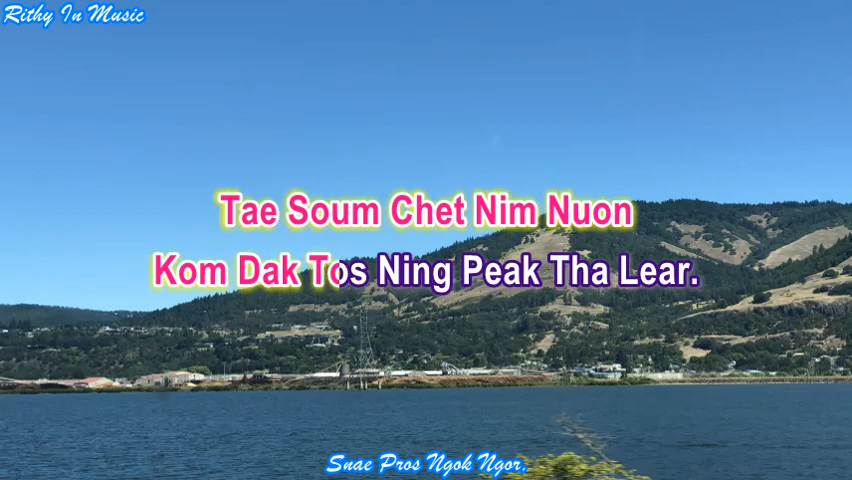 Rithy In Music
Tae Soum Chet Nim Nuon
Kom Dak Tos Ning Peak Tha Lear.
Snae Pros Ngok Ngor.